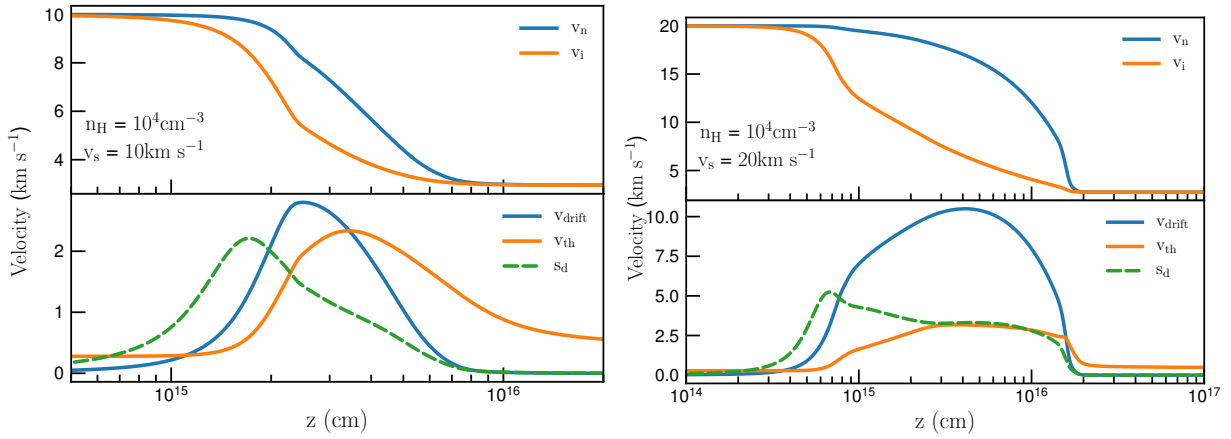 10
8
6
4
v_n
v_i
n_H = 10^4cm^-3
v_s = 10km s^-1
Velocity (km s^-1)
2
1
0
v_drift
v_th
s_d
10^15
10^16
z (cm)
20
15
10
5
v_n
v_i
n_H = 10^4cm^-3
v_s = 20km s^-1
Velocity (km s^-1)
10.0
7.5
5.0
2.5
0.0
v_drift
v_th
s_d
10^14
10^15
10^16
10^17
z (cm)